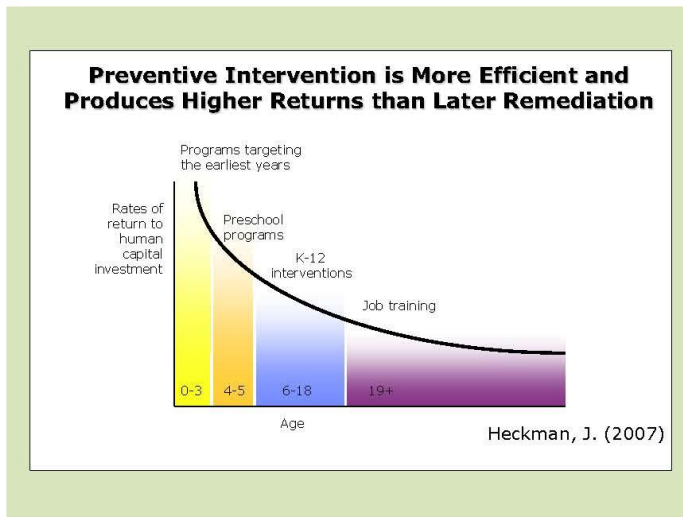 Preventive Intervention is More Efficient and
Produces Higher Returns than Later Remediation
Programs targeting
the earliest years
Rates of
return to
human
capital
investment
Preschool
programs
K-12
interventions
Job training
0-3
4-5
6-18
19+
Age
Heckman, J. (2007)